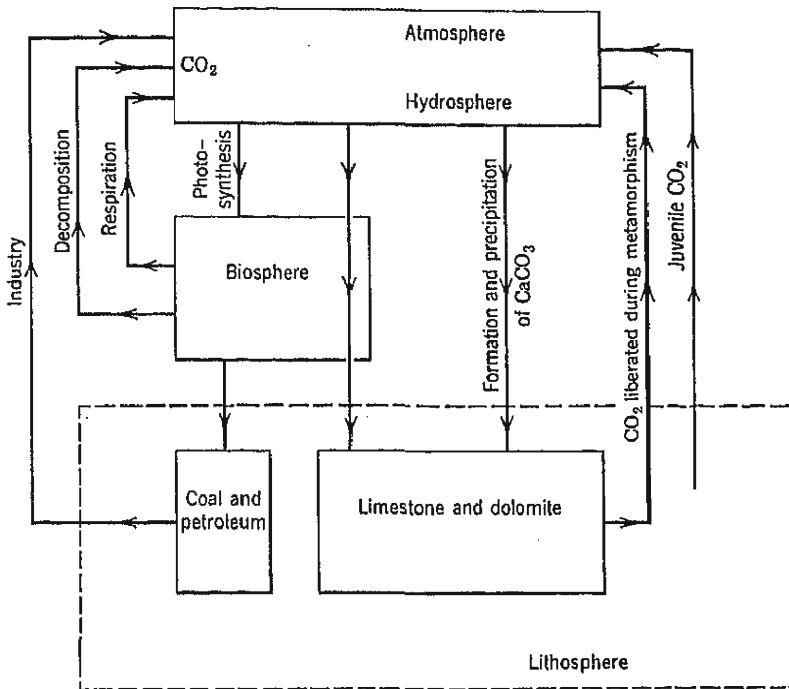 Atmosphere
CO₂
Hydrosphere
Photo-
synthesis
Respiration
Decomposition
Industry
Biosphere
Formation and precipitation
of CaCO₃
CO₂ liberated during metamorphism
Juvenile CO₂
Coal and
petroleum
Limestone and dolomite
Lithosphere